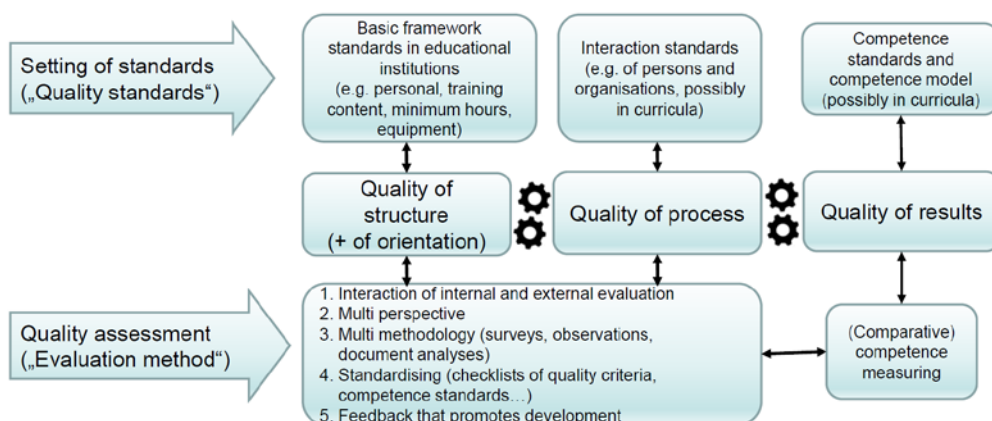 Setting of standards
(„Quality standards“)
Basic framework
standards in educational
institutions
(e.g. personal, training
content, minimum hours,
equipment)
Interaction standards
(e.g. of persons and
organisations, possibly
in curricula)
Competence
standards and
competence model
(possibly in curricula)
Quality of
structure
(+ of orientation)
Quality of process
Quality of results
Quality assessment
(„Evaluation method“)
1. Interaction of internal and external evaluation
2. Multi perspective
3. Multi methodology (surveys, observations,
document analyses)
4. Standardising (checklists of quality criteria,
competence standards…)
5. Feedback that promotes development
(Comparative)
competence
measuring